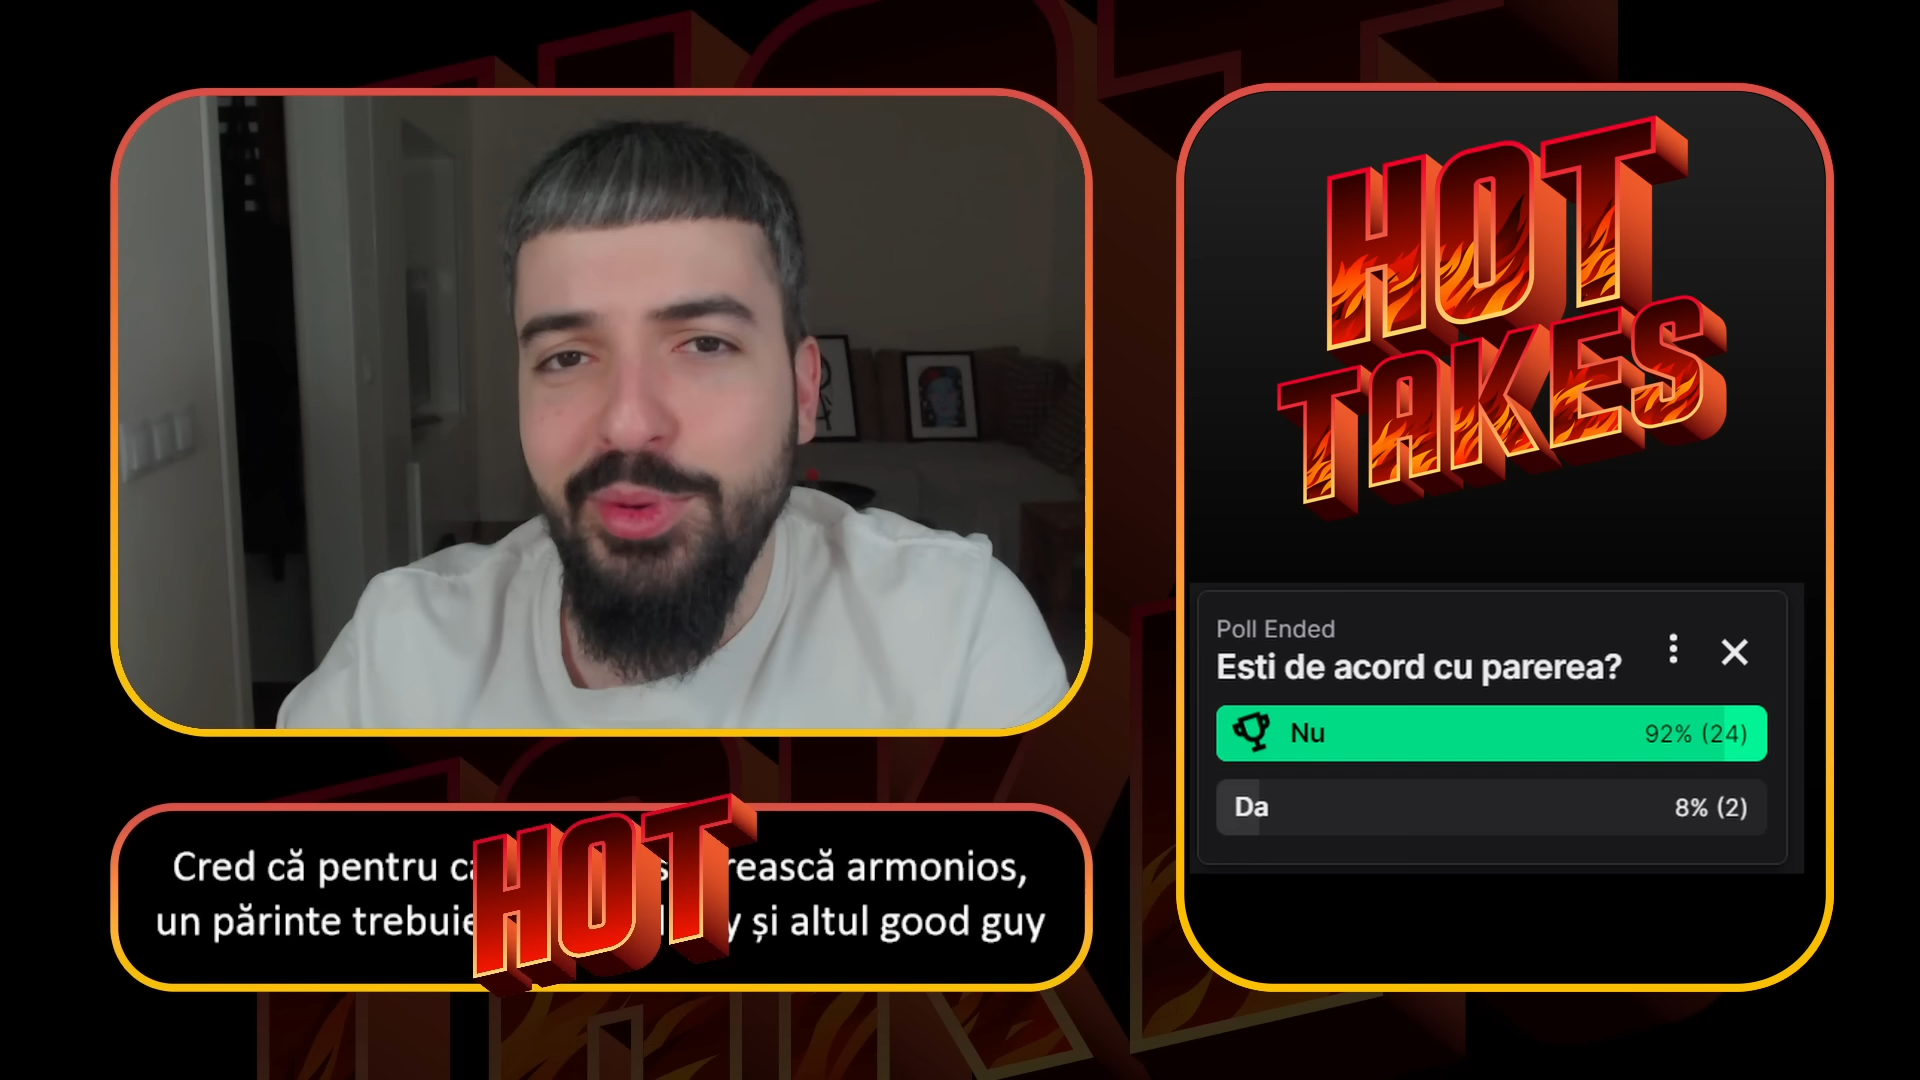 HOT
TAKES
Poll Ended
Esti de acord cu parerea?
Nu 92% (24)
Da 8% (2)
Cred că pentru armonios,
un părinte trebuie și altul good guy
HOT